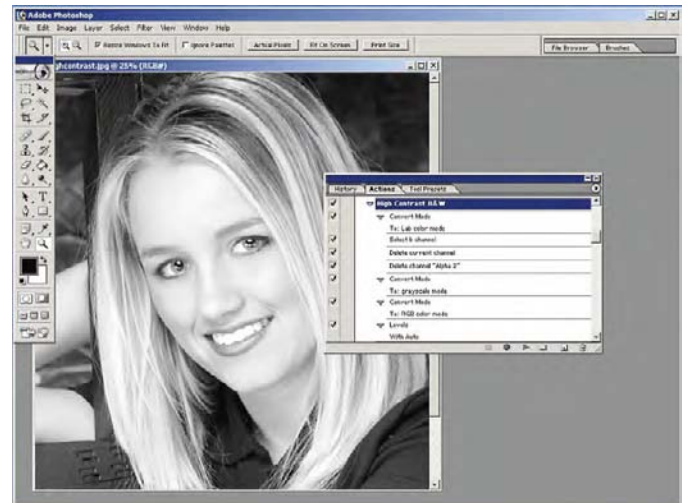 Adobe Photoshop
File Edit Image Layer Select Filter View Window Help
Resize Windows To Fit Ignore Palettes Actual Pixels Fit On Screen Print Size File Browser Brushes
ghcontrast.jpg @ 25% (RGB#)
History Actions Tool Presets
High Contrast B&W
Convert Mode
To: Lab color mode
Select b channel
Delete current channel
Delete channel "Alpha 2"
Convert Mode
To: grayscale mode
Convert Mode
To: RGB color mode
Levels
With Auto